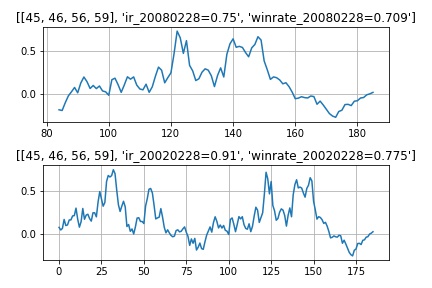 [[45, 46, 56, 59], 'ir_20080228=0.75', 'winrate_20080228=0.709']
0.5
0.0
80 100 120 140 160 180
[[45, 46, 56, 59], 'ir_20020228=0.91', 'winrate_20020228=0.775']
0.5
0.0
0 25 50 75 100 125 150 175